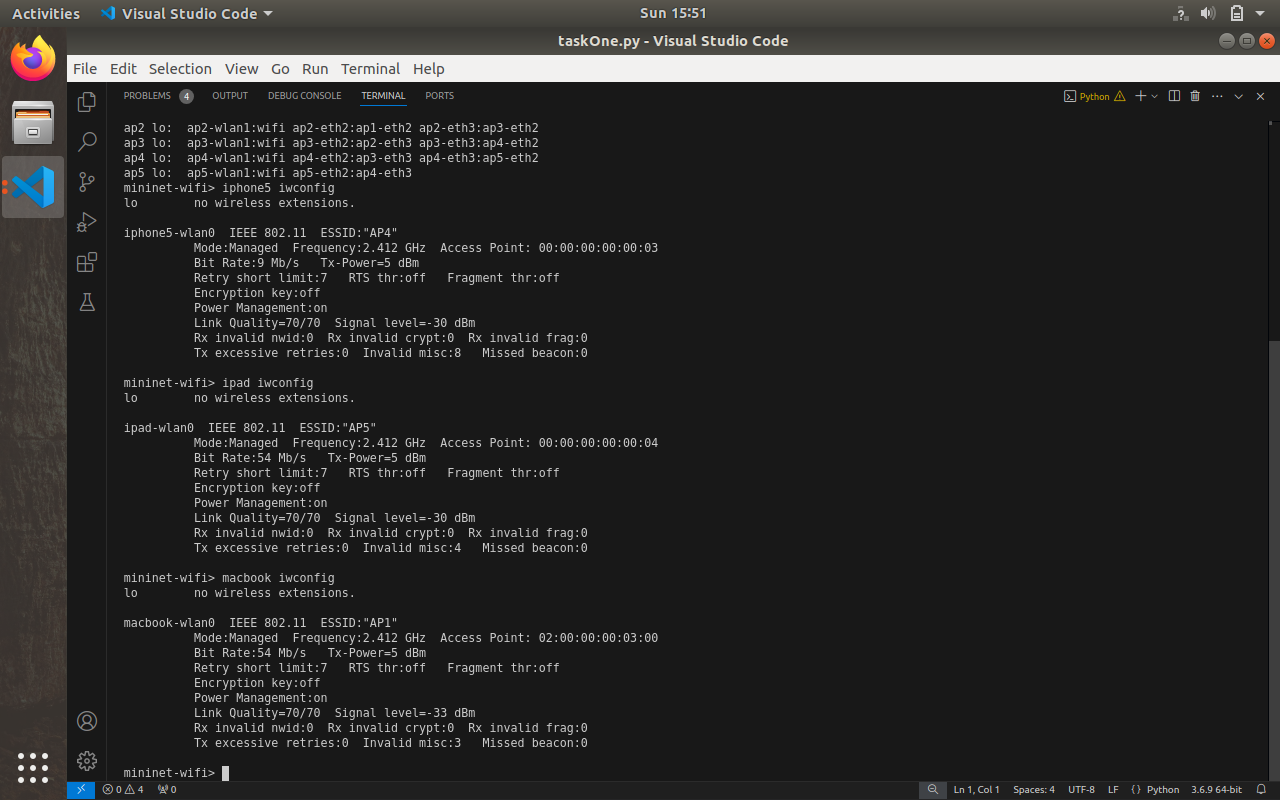 Activities Visual Studio Code Sun 15:51
taskOne.py - Visual Studio Code
File Edit Selection View Go Run Terminal Help
PROBLEMS 4 OUTPUT DEBUG CONSOLE TERMINAL PORTS Python
ap2 lo:  ap2-wlan1:wifi ap2-eth2:ap1-eth2 ap2-eth3:ap3-eth2
ap3 lo:  ap3-wlan1:wifi ap3-eth2:ap2-eth3 ap3-eth3:ap4-eth2
ap4 lo:  ap4-wlan1:wifi ap4-eth2:ap3-eth3 ap4-eth3:ap5-eth2
ap5 lo:  ap5-wlan1:wifi ap5-eth2:ap4-eth3
mininet-wifi> iphone5 iwconfig
lo        no wireless extensions.
iphone5-wlan0  IEEE 802.11  ESSID:"AP4"
Mode:Managed  Frequency:2.412 GHz  Access Point: 00:00:00:00:00:03
Bit Rate:9 Mb/s   Tx-Power=5 dBm
Retry short limit:7   RTS thr:off   Fragment thr:off
Encryption key:off
Power Management:on
Link Quality=70/70  Signal level=-30 dBm
Rx invalid nwid:0  Rx invalid crypt:0  Rx invalid frag:0
Tx excessive retries:0  Invalid misc:8   Missed beacon:0
mininet-wifi> ipad iwconfig
lo        no wireless extensions.
ipad-wlan0  IEEE 802.11  ESSID:"AP5"
Mode:Managed  Frequency:2.412 GHz  Access Point: 00:00:00:00:00:04
Bit Rate:54 Mb/s   Tx-Power=5 dBm
Retry short limit:7   RTS thr:off   Fragment thr:off
Encryption key:off
Power Management:on
Link Quality=70/70  Signal level=-30 dBm
Rx invalid nwid:0  Rx invalid crypt:0  Rx invalid frag:0
Tx excessive retries:0  Invalid misc:4   Missed beacon:0
mininet-wifi> macbook iwconfig
lo        no wireless extensions.
macbook-wlan0  IEEE 802.11  ESSID:"AP1"
Mode:Managed  Frequency:2.412 GHz  Access Point: 02:00:00:00:03:00
Bit Rate:54 Mb/s   Tx-Power=5 dBm
Retry short limit:7   RTS thr:off   Fragment thr:off
Encryption key:off
Power Management:on
Link Quality=70/70  Signal level=-33 dBm
Rx invalid nwid:0  Rx invalid crypt:0  Rx invalid frag:0
Tx excessive retries:0  Invalid misc:3   Missed beacon:0
mininet-wifi>
0 4 0 Ln 1, Col 1 Spaces: 4 UTF-8 LF {} Python 3.6.9 64-bit